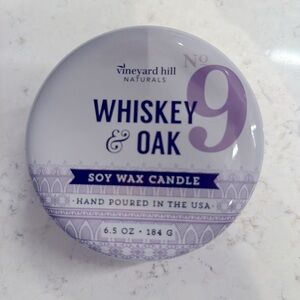 Nº
9
vineyard hill
NATURALS
WHISKEY
& OAK
SOY WAX CANDLE
·HAND POURED IN THE USA·
6.5 OZ · 184 G